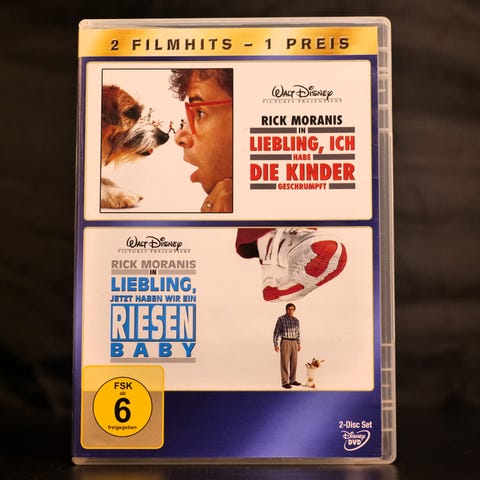 2 FILMHITS – 1 PREIS
WALT DISNEY
PICTURES PRÄSENTIERT
RICK MORANIS
IN
LIEBLING, ICH
HABE
DIE KINDER
GESCHRUMPFT
WALT DISNEY
PICTURES PRÄSENTIERT
RICK MORANIS
IN
LIEBLING,
JETZT HABEN WIR EIN
RIESEN
BABY
FSK
ab
6
freigegeben
2-Disc Set
Disney
DVD